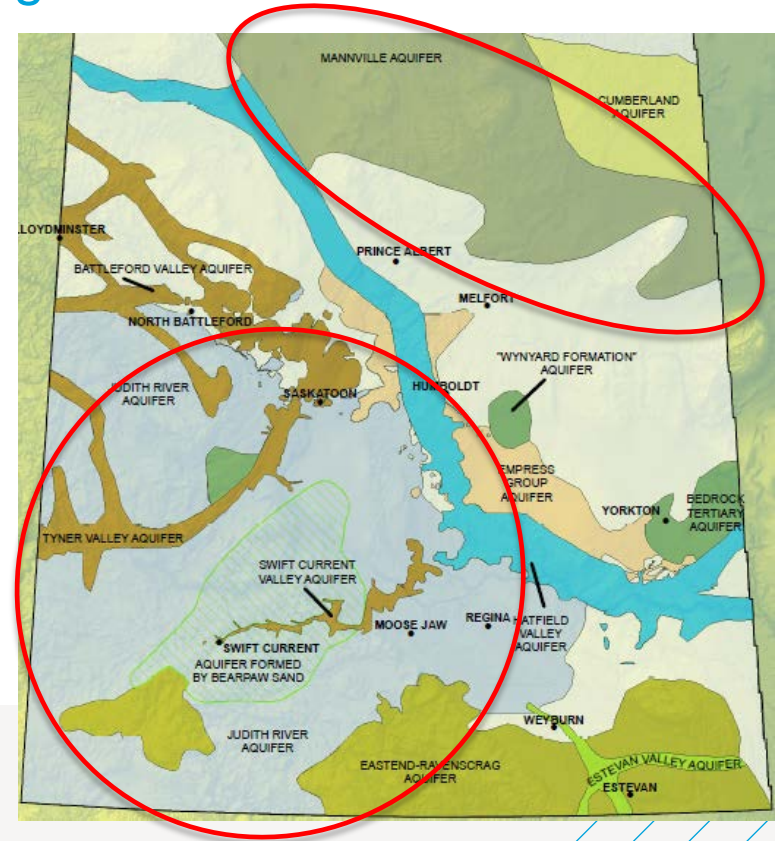 g
MANNVILLE AQUIFER
CUMBERLAND
AQUIFER
LLOYDMINSTER
BATTLEFORD VALLEY AQUIFER
PRINCE ALBERT
MELFORT
NORTH BATTLEFORD
"WYNYARD FORMATION"
AQUIFER
JUDITH RIVER
AQUIFER
SASKATOON
HUMBOLDT
EMPRESS
GROUP
AQUIFER
YORKTON
BEDROCK
TERTIARY
AQUIFER
TYNER VALLEY AQUIFER
SWIFT CURRENT
VALLEY AQUIFER
MOOSE JAW
REGINA
HATFIELD
VALLEY
AQUIFER
SWIFT CURRENT
AQUIFER FORMED
BY BEARPAW SAND
JUDITH RIVER
AQUIFER
WEYBURN
EASTEND-RAVENSCRAG
AQUIFER
ESTEVAN VALLEY AQUIFER
ESTEVAN